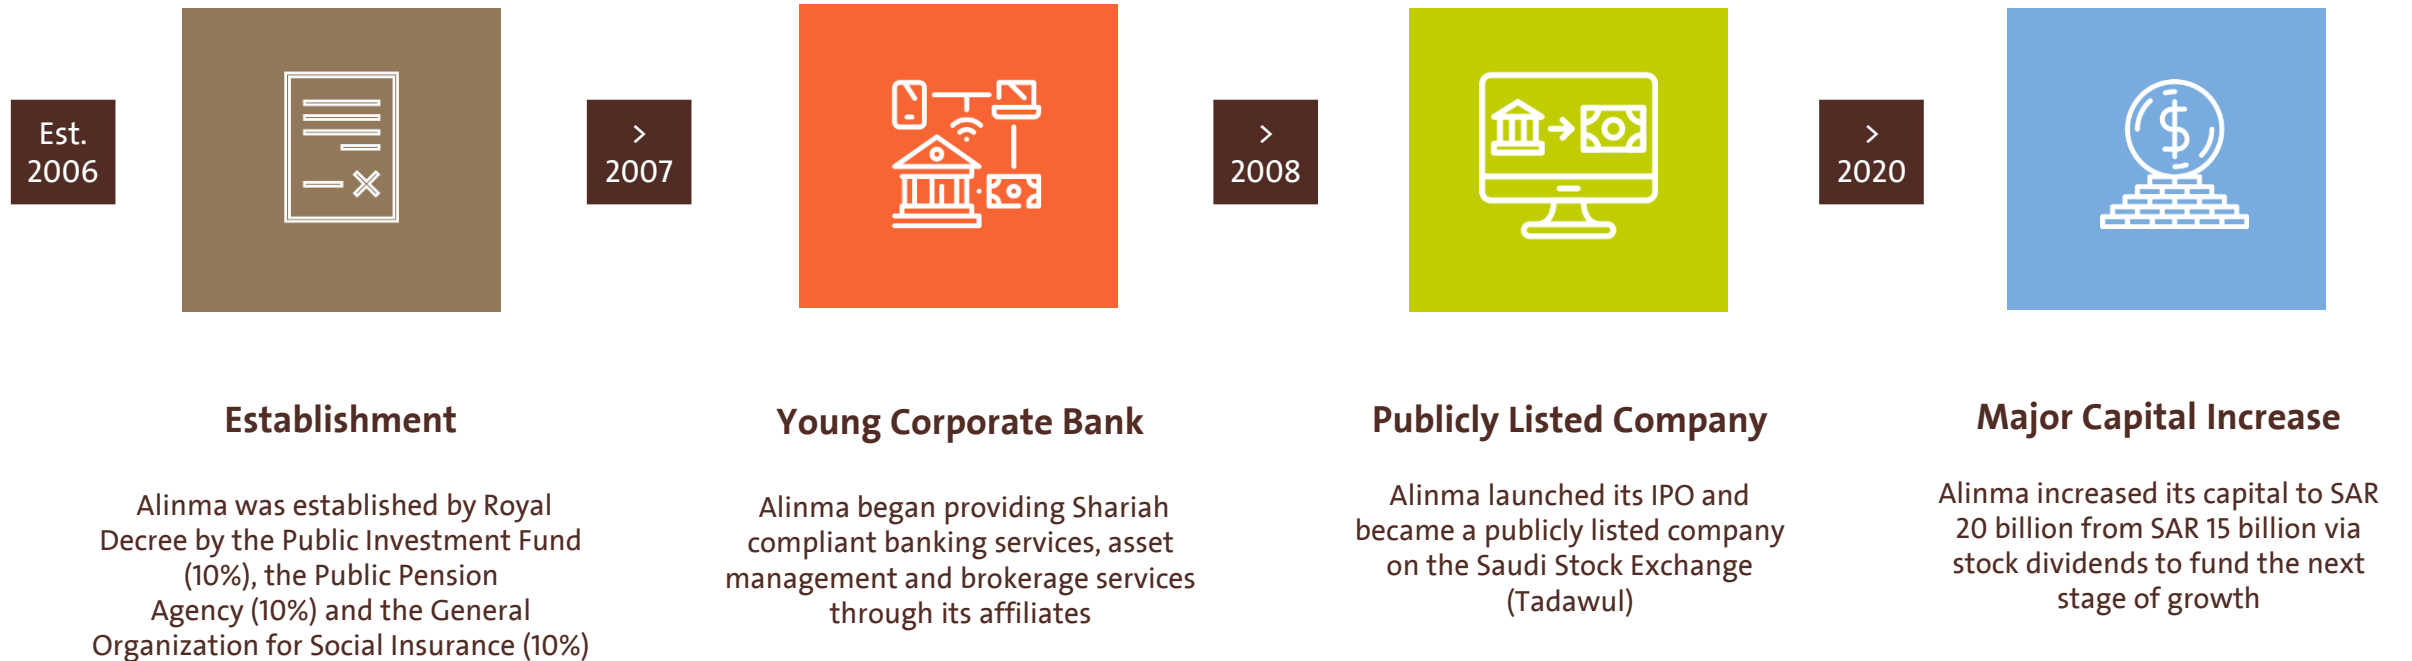 Est.
2006
Establishment
Alinma was established by Royal
Decree by the Public Investment Fund
(10%), the Public Pension
Agency (10%) and the General
Organization for Social Insurance (10%)
>
2007
Young Corporate Bank
Alinma began providing Shariah
compliant banking services, asset
management and brokerage services
through its affiliates
>
2008
Publicly Listed Company
Alinma launched its IPO and
became a publicly listed company
on the Saudi Stock Exchange
(Tadawul)
>
2020
$
Major Capital Increase
Alinma increased its capital to SAR
20 billion from SAR 15 billion via
stock dividends to fund the next
stage of growth